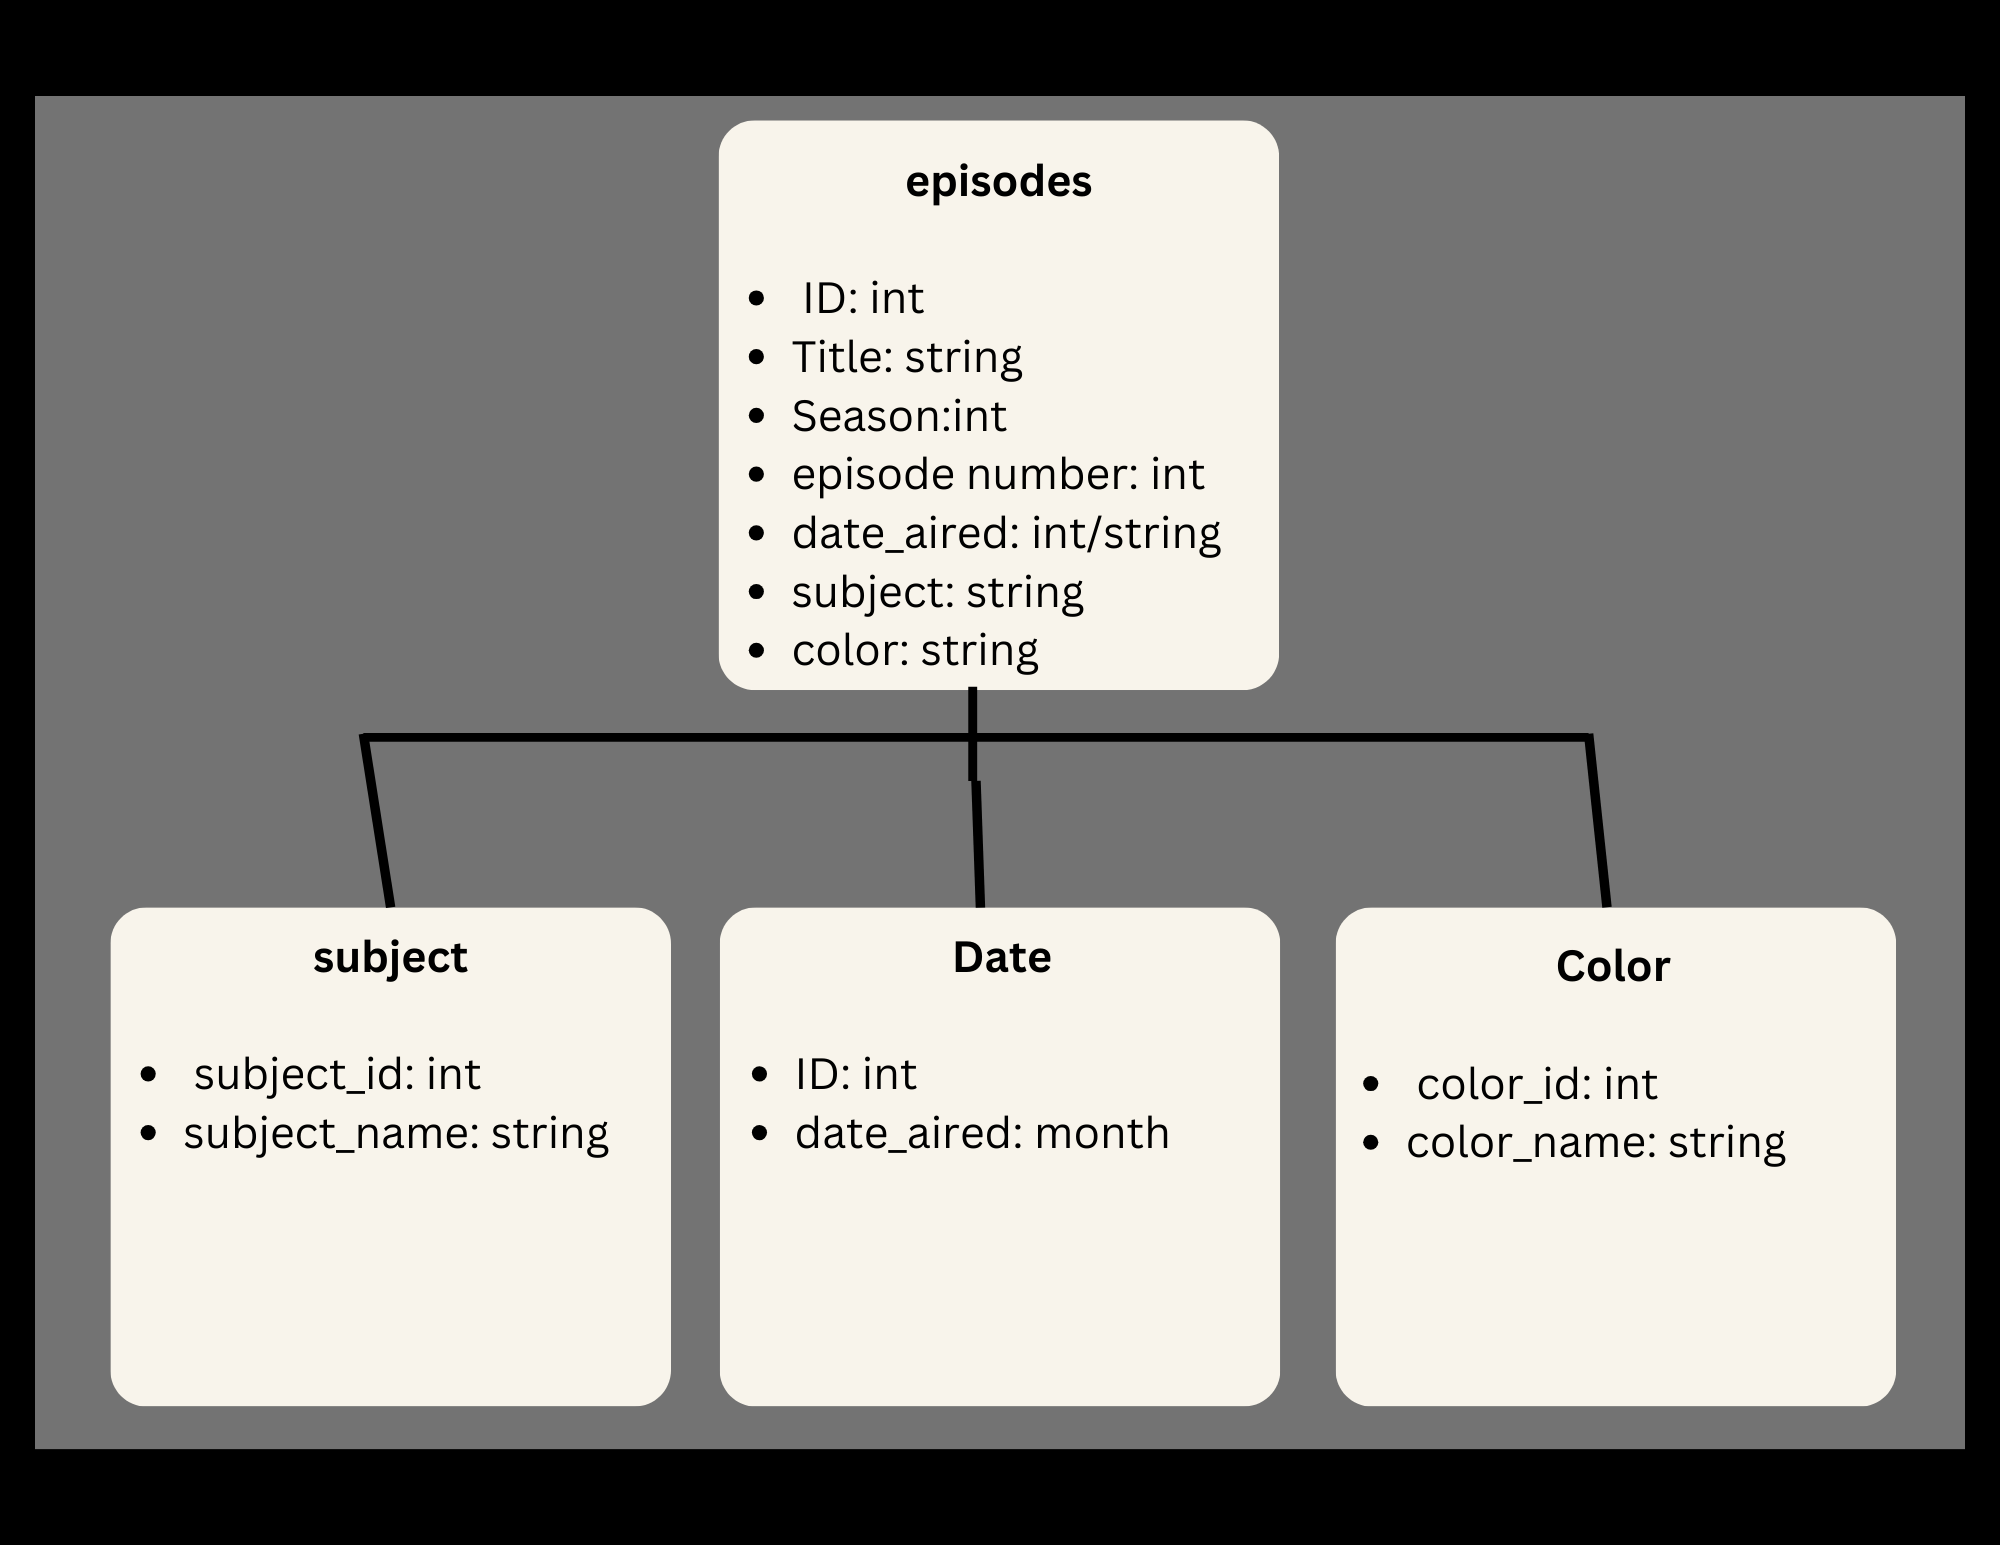 episodes
ID: int
Title: string
Season:int
episode number: int
date_aired: int/string
subject: string
color: string
subject
subject_id: int
subject_name: string
Date
ID: int
date_aired: month
Color
color_id: int
color_name: string